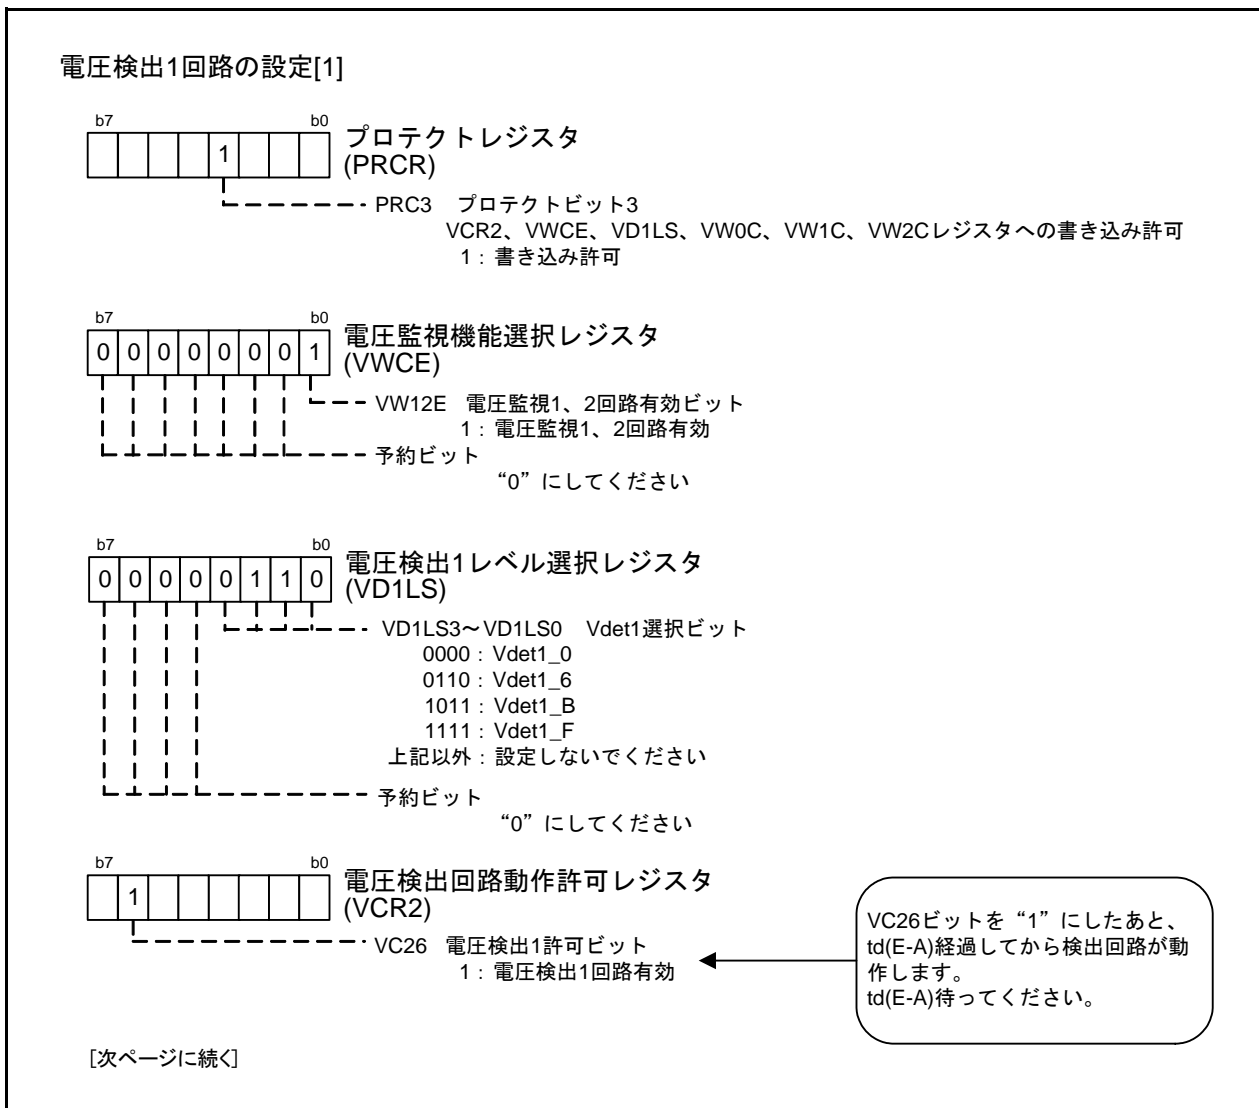 電圧検出1回路の設定[1]
b7 b0
1
プロテクトレジスタ
(PRCR)
PRC3 プロテクトビット3
VCR2、VWCE、VD1LS、VW0C、VW1C、VW2Cレジスタへの書き込み許可
1：書き込み許可
b7 b0
0 0 0 0 0 0 0 1
電圧監視機能選択レジスタ
(VWCE)
VW12E 電圧監視1、2回路有効ビット
1：電圧監視1、2回路有効
予約ビット
“0”にしてください
b7 b0
0 0 0 0 0 1 1 0
電圧検出1レベル選択レジスタ
(VD1LS)
VD1LS3～VD1LS0 Vdet1選択ビット
0000：Vdet1_0
0110：Vdet1_6
1011：Vdet1_B
1111：Vdet1_F
上記以外：設定しないでください
予約ビット
“0”にしてください
b7 b0
1
電圧検出回路動作許可レジスタ
(VCR2)
VC26 電圧検出1許可ビット
1：電圧検出1回路有効
VC26ビットを“1”にしたあと、
td(E-A)経過してから検出回路が動
作します。
td(E-A)待ってください。
[次ページに続く]